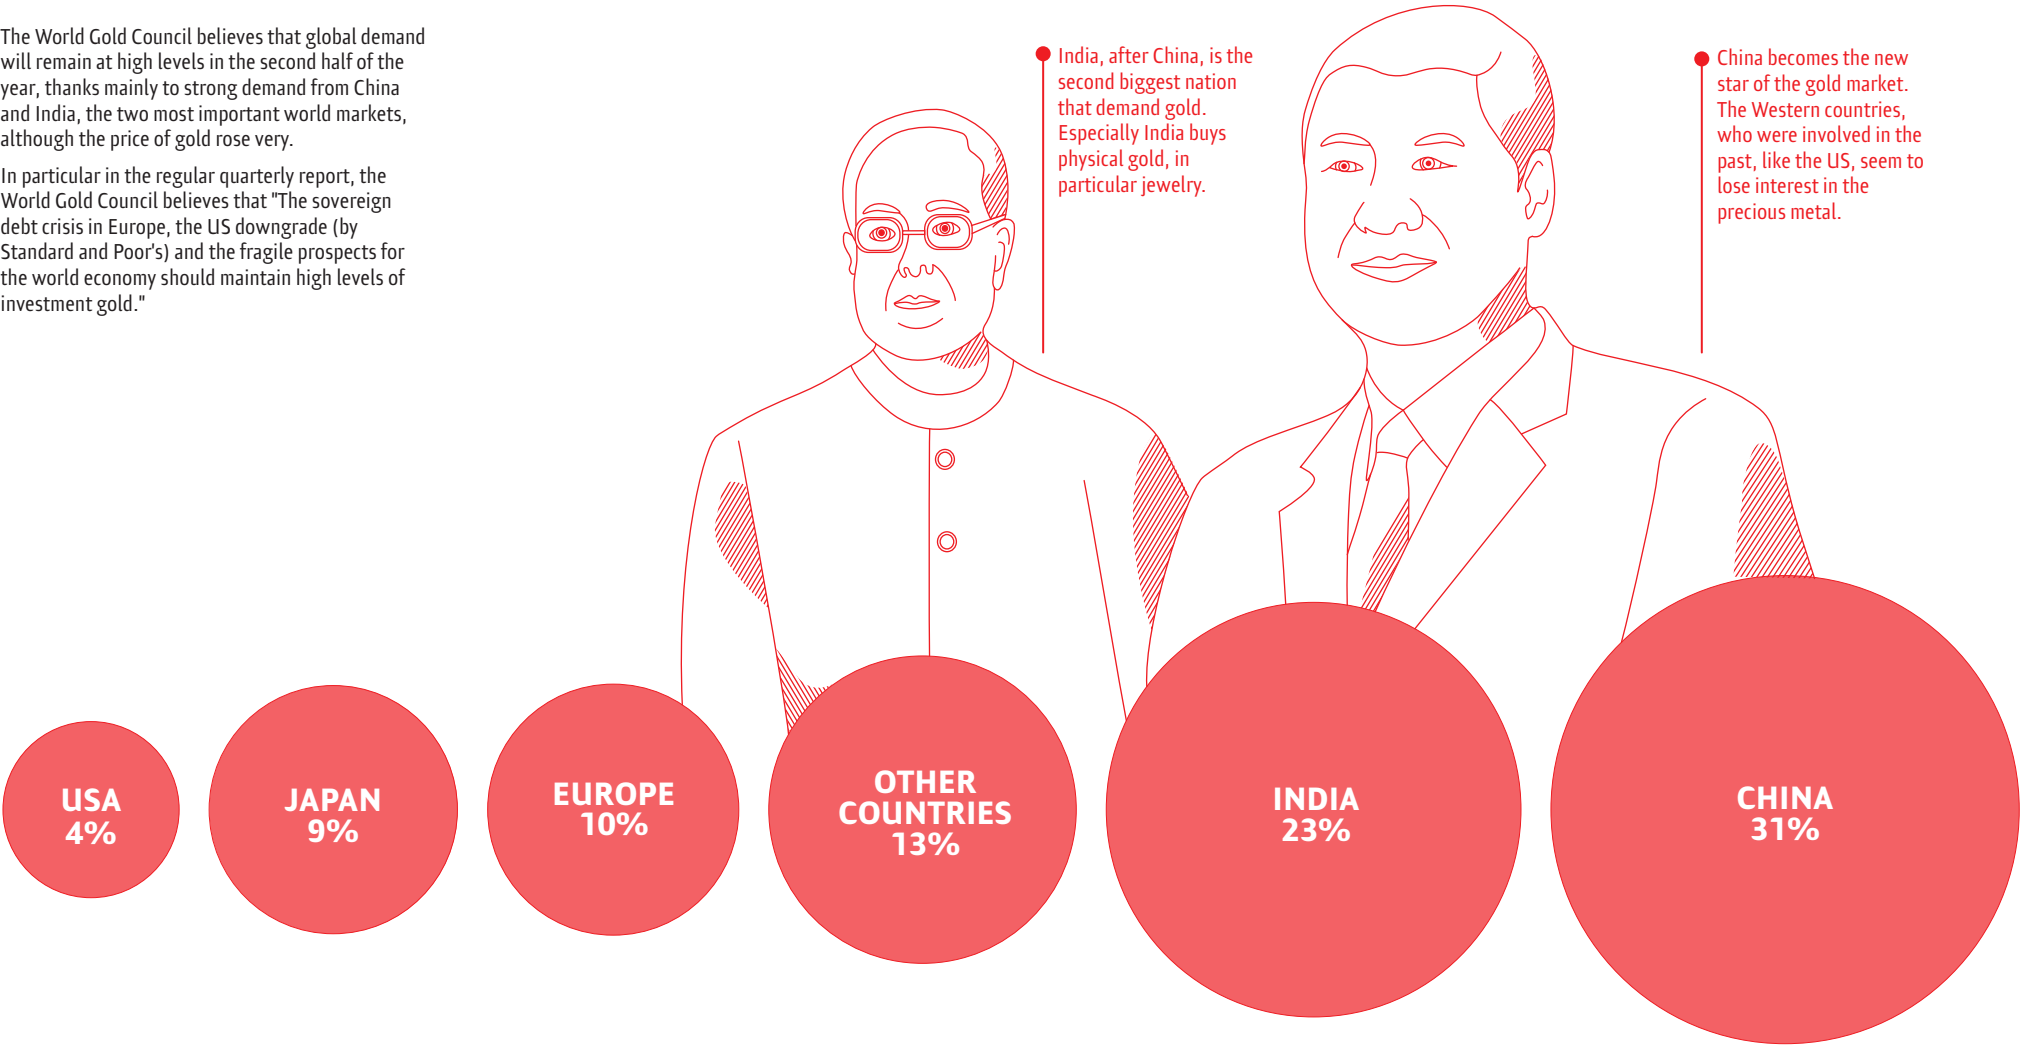 The World Gold Council believes that global demand
will remain at high levels in the second half of the
year, thanks mainly to strong demand from China
and India, the two most important world markets,
although the price of gold rose very.
In particular in the regular quarterly report, the
World Gold Council believes that "The sovereign
debt crisis in Europe, the US downgrade (by
Standard and Poor's) and the fragile prospects for
the world economy should maintain high levels of
investment gold."
India, after China, is the
second biggest nation
that demand gold.
Especially India buys
physical gold, in
particular jewelry.
China becomes the new
star of the gold market.
The Western countries,
who were involved in the
past, like the US, seem to
lose interest in the
precious metal.
USA
4%
JAPAN
9%
EUROPE
10%
OTHER
COUNTRIES
13%
INDIA
23%
CHINA
31%